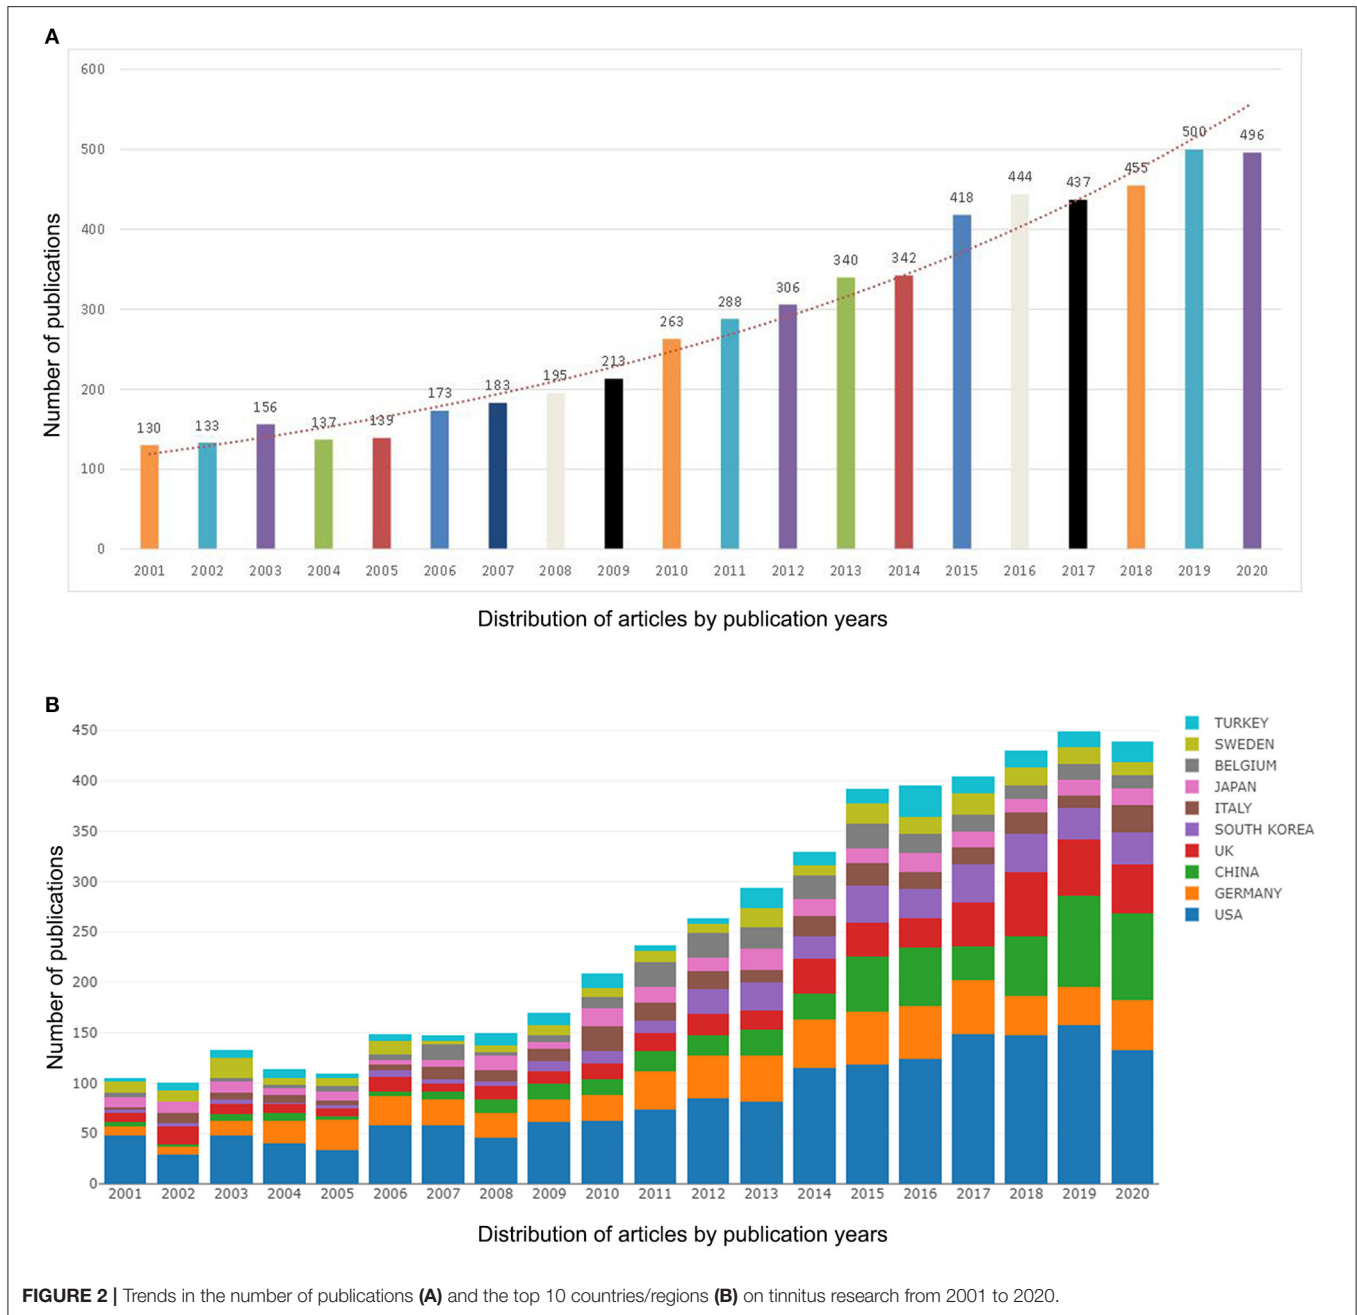 A
600
500
400
300
200
100
0
Number of publications
130 133 156 137 139 173 183 195 213 263 288 306 340 342 418 444 437 455 500 496
2001 2002 2003 2004 2005 2006 2007 2008 2009 2010 2011 2012 2013 2014 2015 2016 2017 2018 2019 2020
Distribution of articles by publication years
B
450
400
350
300
250
200
150
100
50
0
Number of publications
TURKEY
SWEDEN
BELGIUM
JAPAN
ITALY
SOUTH KOREA
UK
CHINA
GERMANY
USA
2001 2002 2003 2004 2005 2006 2007 2008 2009 2010 2011 2012 2013 2014 2015 2016 2017 2018 2019 2020
Distribution of articles by publication years
FIGURE 2 | Trends in the number of publications (A) and the top 10 countries/regions (B) on tinnitus research from 2001 to 2020.